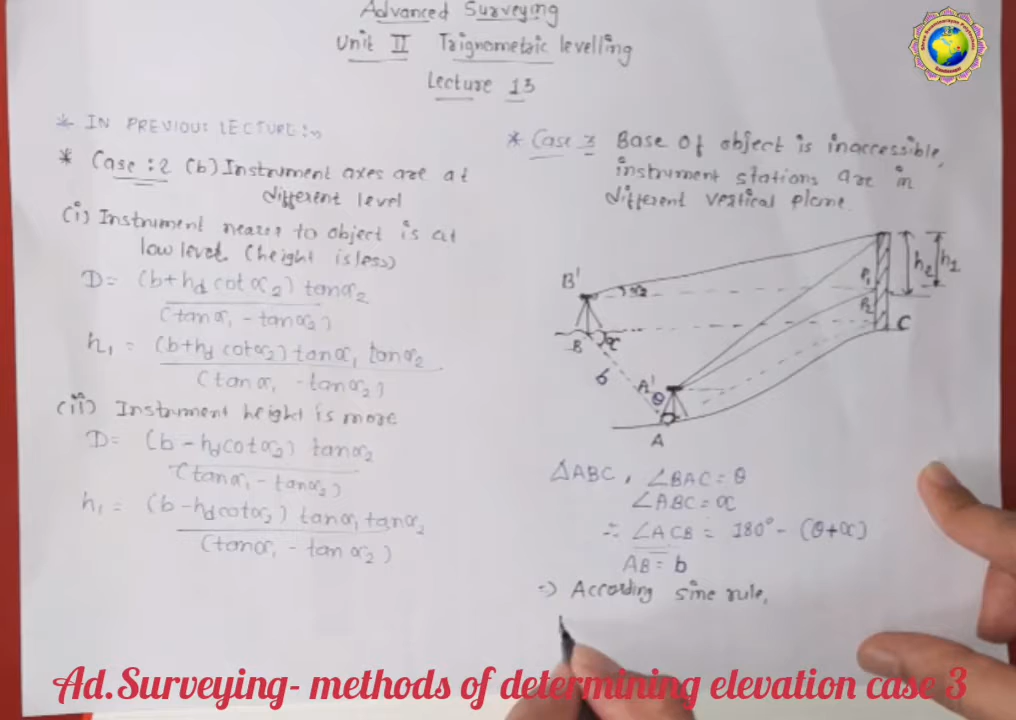 Advanced Surveying
Unit II Trignometric levelling
Lecture 13
* IN PREVIOUS LECTURE :~
* Case : 2 (b) Instrument axes are at
different level
(i) Instrument nearer to object is at
low level. (height is less)
D = (b + hd cot α2) tan α2
(tan α1 - tan α2)
h1 = (b + hd cot α2) tan α1 tan α2
(tan α1 - tan α2)
(ii) Instrument height is more
D = (b - hd cot α2) tan α2
(tan α1 - tan α2)
h1 = (b - hd cot α2) tan α1 tan α2
(tan α1 - tan α2)
* Case 3 Base of object is inaccessible,
instrument stations are in
different vertical plane.
B'
α2
P1
h2
h1
P2
C
B
α
b
A'
θ
A
△ABC, ∠BAC = θ
∠ABC = α
∴ ∠ACB = 180° - (θ+α)
AB = b
=> According sine rule,
Ad.Surveying- methods of determining elevation case 3